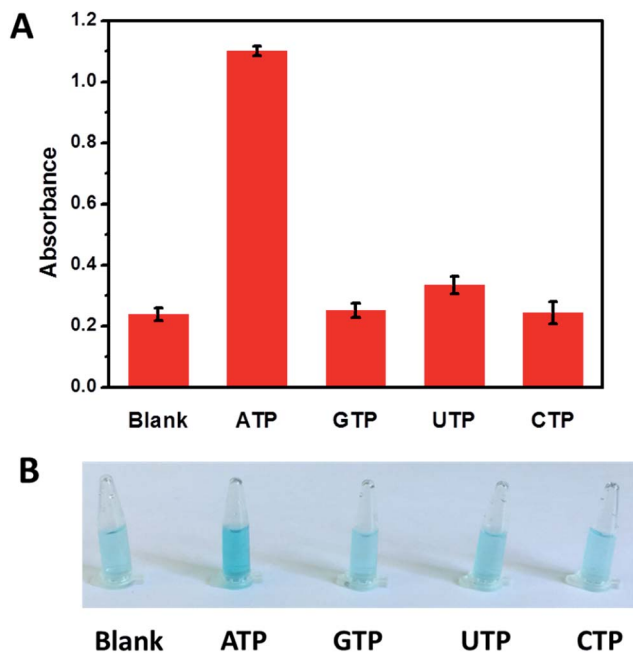 A
Absorbance
1.2
1.0
0.8
0.6
0.4
0.2
0.0
Blank ATP GTP UTP CTP
B
Blank ATP GTP UTP CTP